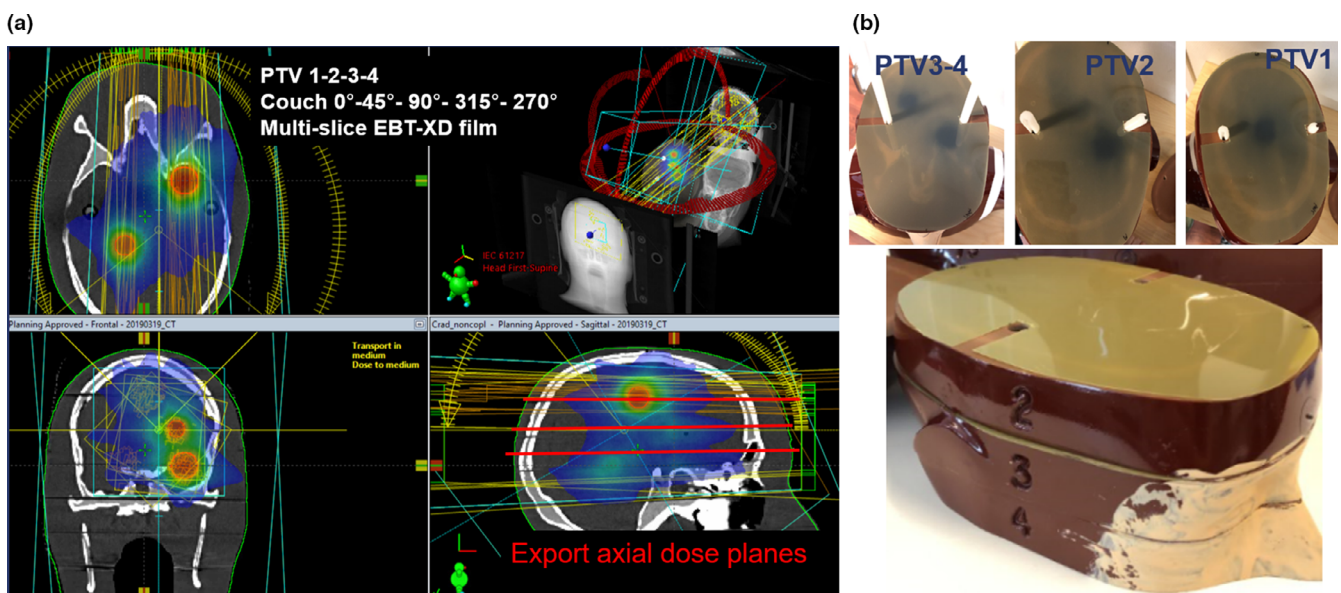 (a)
PTV 1-2-3-4
Couch 0°-45°- 90°- 315°- 270°
Multi-slice EBT-XD film
IEC 61217
Head First-Supine
Planning Approved - Frontal - 20190319_CT
Transport in
medium
Dose to medium
Crad_noncopl - Planning Approved - Sagittal - 20190319_CT
Export axial dose planes
(b)
PTV3-4
PTV2
PTV1
2
3
4